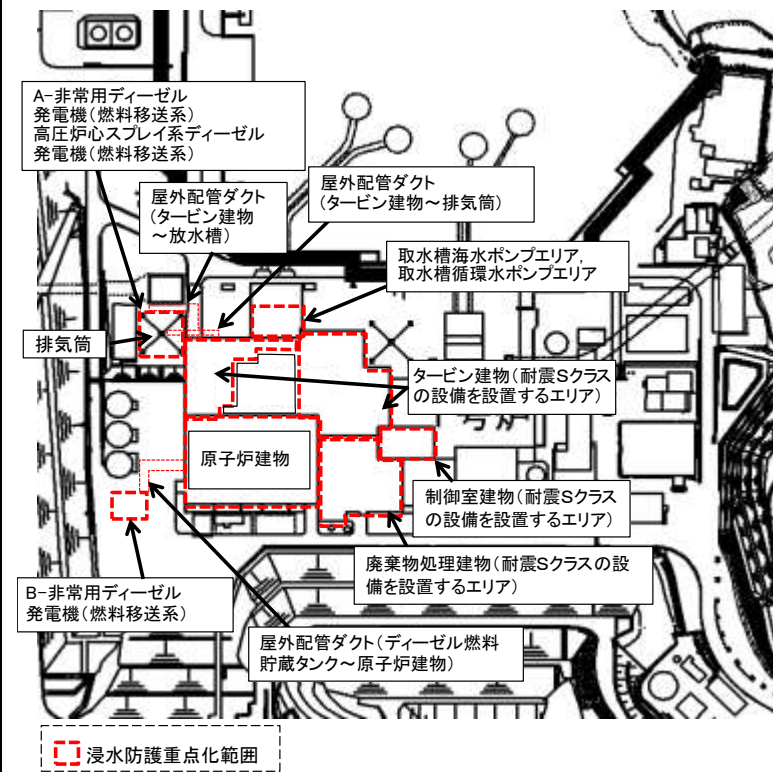 A-非常用ディーゼル
発電機（燃料移送系）
高圧炉心スプレイ系ディーゼル
発電機（燃料移送系）
屋外配管ダクト
（タービン建物
～放水槽）
屋外配管ダクト
（タービン建物～排気筒）
取水槽海水ポンプエリア,
取水槽循環水ポンプエリア
排気筒
タービン建物（耐震Sクラス
の設備を設置するエリア）
原子炉建物
制御室建物（耐震Sクラス
の設備を設置するエリア）
廃棄物処理建物（耐震Sクラスの設
備を設置するエリア）
B-非常用ディーゼル
発電機（燃料移送系）
屋外配管ダクト（ディーゼル燃料
貯蔵タンク～原子炉建物）
浸水防護重点化範囲